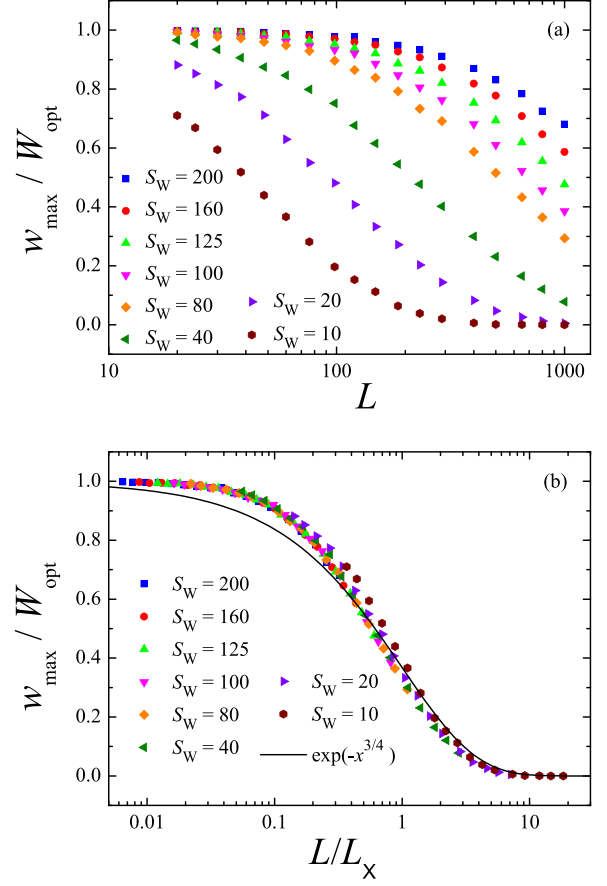 (a)
w_max / W_opt
1.0
0.8
0.6
0.4
0.2
0.0
S_W = 200
S_W = 160
S_W = 125
S_W = 100
S_W = 80
S_W = 40
S_W = 20
S_W = 10
10 100 1000
L
(b)
w_max / W_opt
1.0
0.8
0.6
0.4
0.2
0.0
S_W = 200
S_W = 160
S_W = 125
S_W = 100
S_W = 80
S_W = 40
S_W = 20
S_W = 10
exp(-x^{3/4})
0.01 0.1 1 10
L/L_X